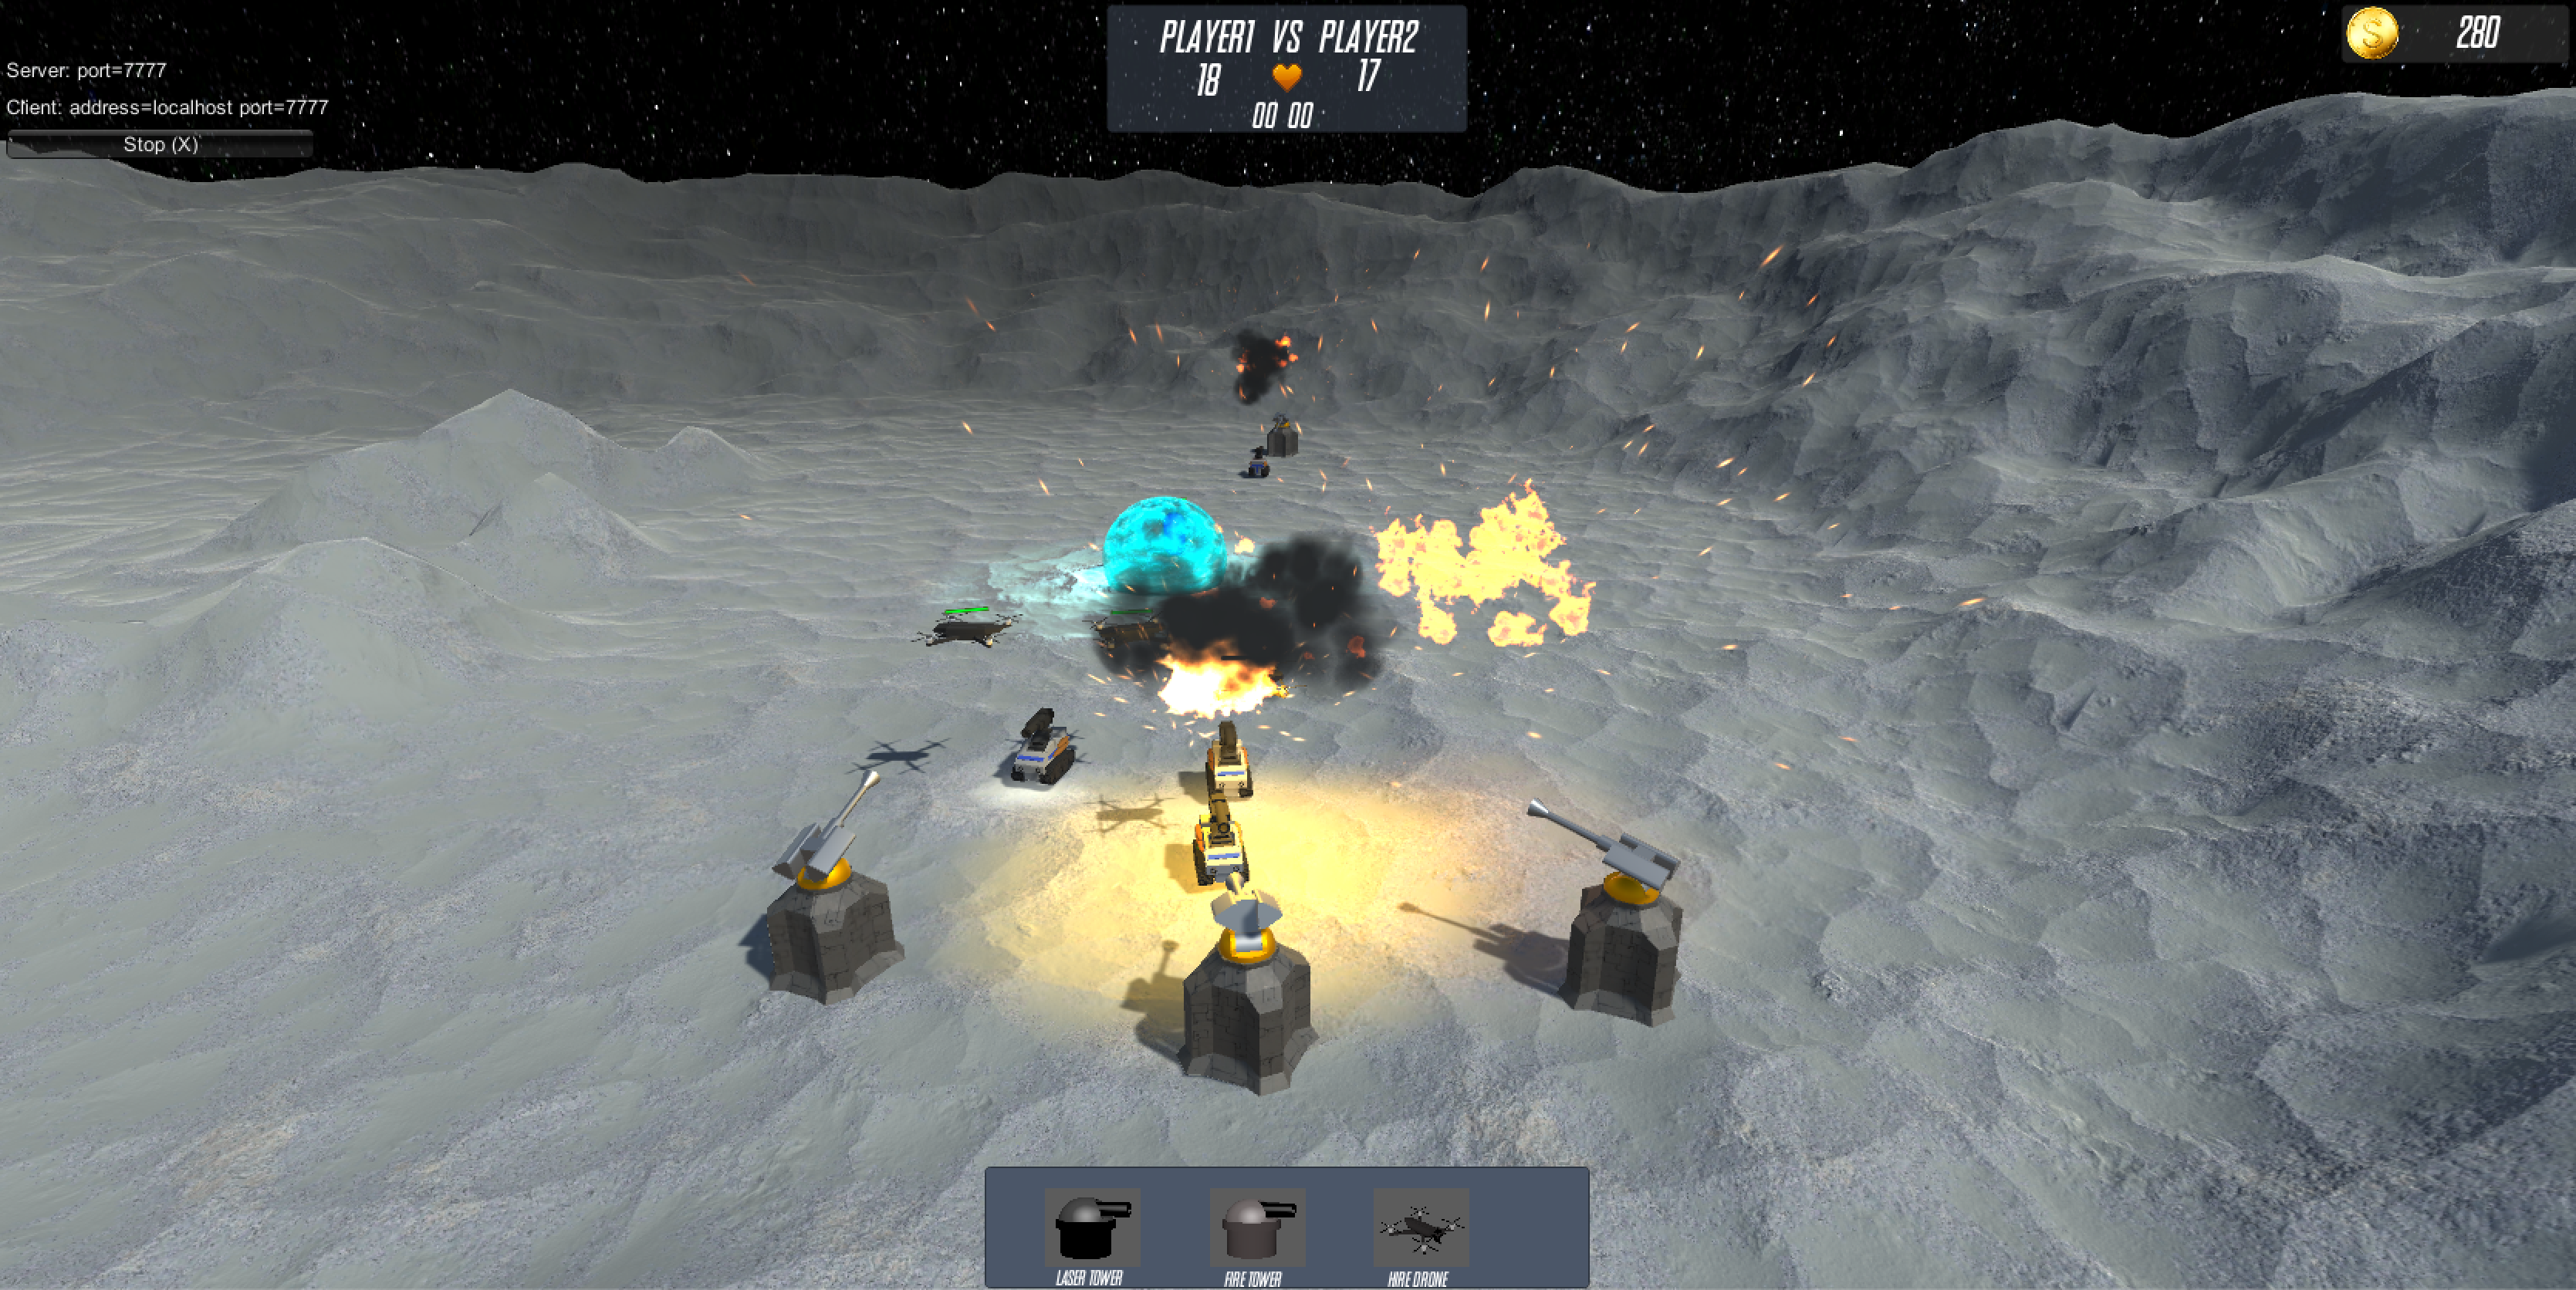 Server: port=7777
Client: address=localhost port=7777
Stop (X)
PLAYER1 VS PLAYER2
18 17
00 00
280
LASER TOWER
FIRE TOWER
HIRE DRONE